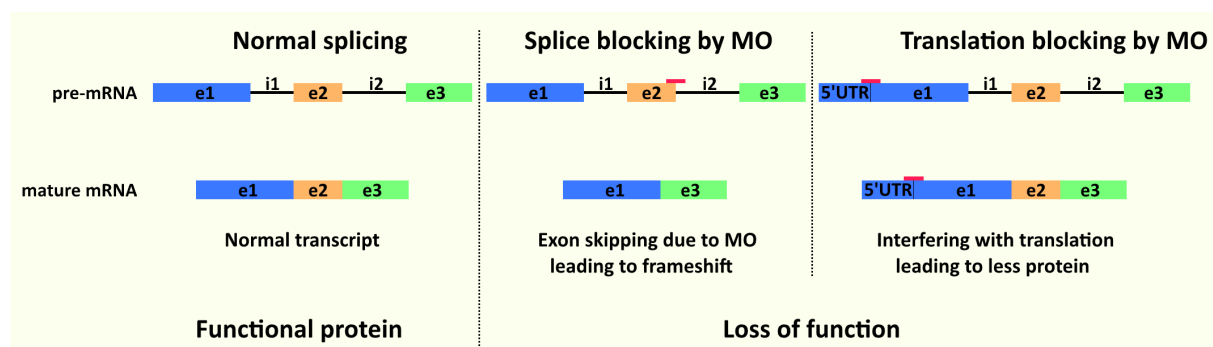 Normal splicing
Splice blocking by MO
Translation blocking by MO
pre-mRNA
e1
i1
e2
i2
e3
e1
i1
e2
i2
e3
5'UTR
e1
i1
e2
i2
e3
mature mRNA
e1
e2
e3
e1
e3
5'UTR
e1
e2
e3
Normal transcript
Exon skipping due to MO
leading to frameshift
Interfering with translation
leading to less protein
Functional protein
Loss of function